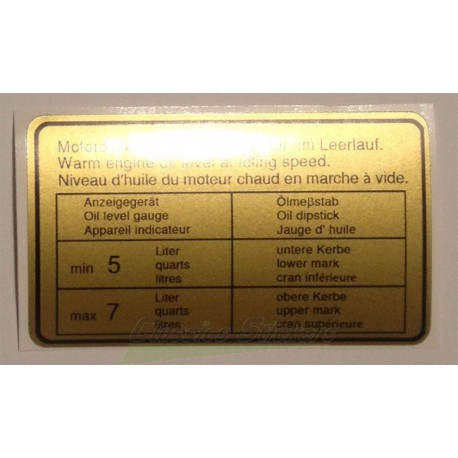 im Leerlauf.
Warm engine oil level at idling speed.
Niveau d'huile du moteur chaud en marche à vide.
Anzeigegerät
Oil level gauge
Appareil indicateur
Ölmeßstab
Oil dipstick
Jauge d' huile
min 5
Liter
quarts
litres
untere Kerbe
lower mark
cran inférieure
max 7
Liter
quarts
litres
obere Kerbe
upper mark
cran supérieure